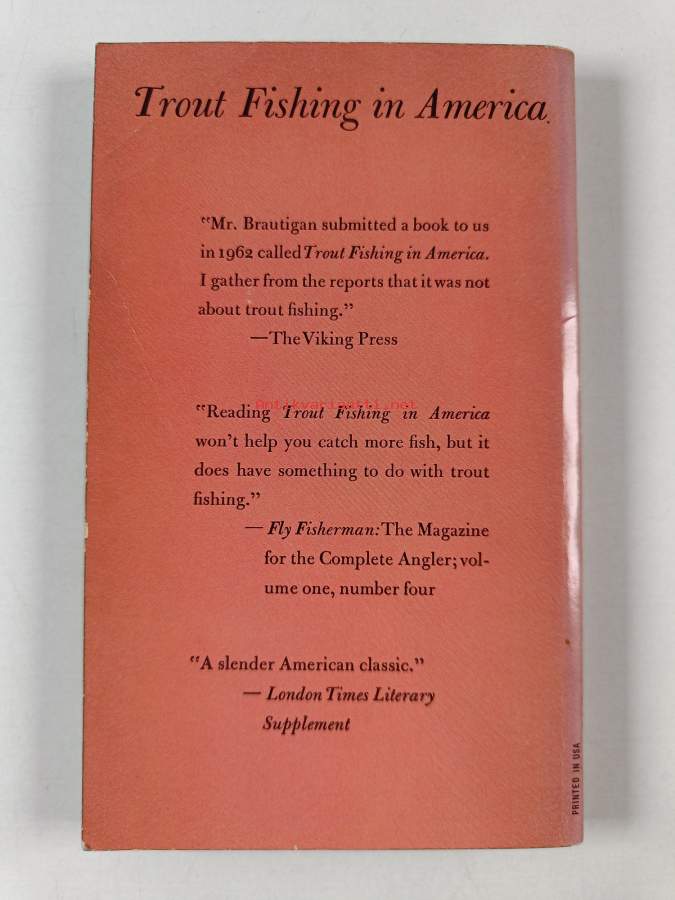 Trout Fishing in America.
"Mr. Brautigan submitted a book to us
in 1962 called Trout Fishing in America.
I gather from the reports that it was not
about trout fishing."
—The Viking Press
Antikvariaatti.net
"Reading Trout Fishing in America
won't help you catch more fish, but it
does have something to do with trout
fishing."
— Fly Fisherman: The Magazine
for the Complete Angler; vol-
ume one, number four
"A slender American classic."
— London Times Literary
Supplement
PRINTED IN USA